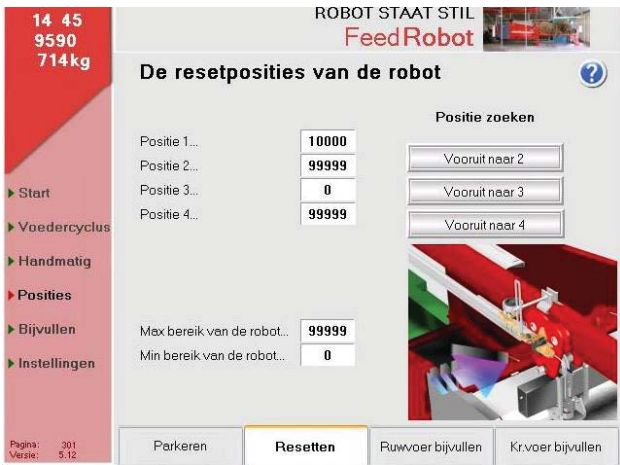 14 45
9590
714kg
ROBOT STAAT STIL
FeedRobot
De resetposities van de robot
?
Positie zoeken
Positie 1... 10000
Positie 2... 99999
Positie 3... 0
Positie 4... 99999
Vooruit naar 2
Vooruit naar 3
Vooruit naar 4
Start
Voedercyclus
Handmatig
Posities
Bijvullen
Instellingen
Max bereik van de robot... 99999
Min bereik van de robot... 0
Pagina: 301
Versie: 5.12
Parkeren
Resetten
Ruwvoer bijvullen
Kr.voer bijvullen